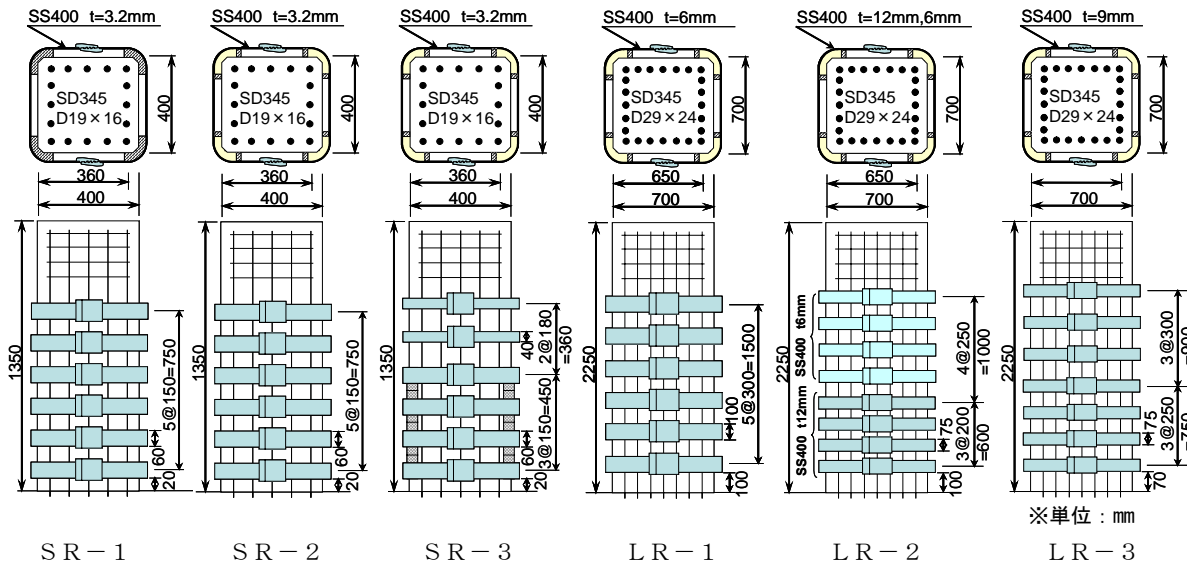 SS400 t=3.2mm
SD345
D19×16
400
360
400
1350
5@150=750
60
20
SR-1
SS400 t=3.2mm
SD345
D19×16
400
360
400
1350
5@150=750
60
20
SR-2
SS400 t=3.2mm
SD345
D19×16
400
360
400
1350
2@180
=360
40
3@150=450
60
20
SR-3
SS400 t=6mm
SD345
D29×24
700
650
700
2250
5@300=1500
100
100
LR-1
SS400 t=12mm,6mm
SD345
D29×24
700
650
700
2250
SS400 t6mm
SS400 t12mm
4@250
=1000
3@200
=600
75
100
LR-2
SS400 t=9mm
SD345
D29×24
700
650
700
2250
3@300
=900
3@250
=750
75
70
※単位：mm
LR-3